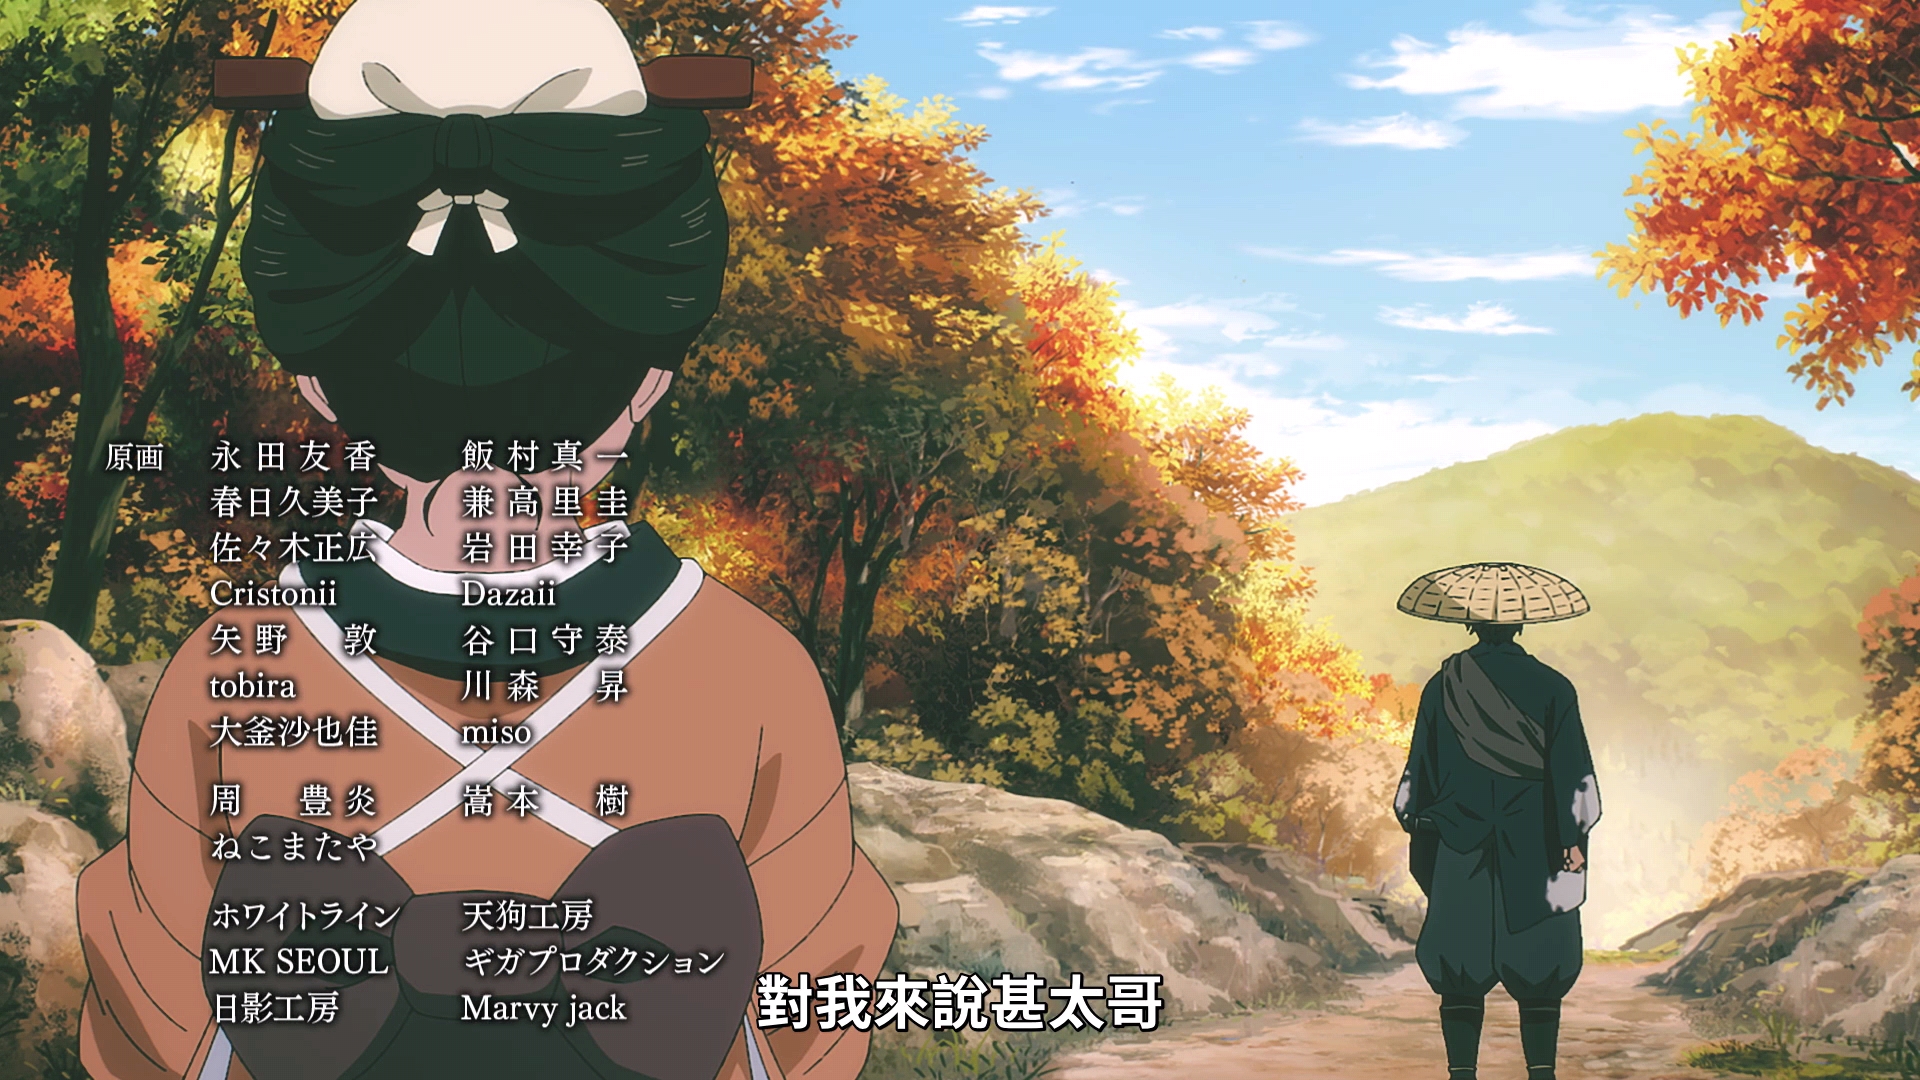 原画 永田友香 飯村真一
春日久美子 兼高里圭
佐々木正広 岩田幸子
Cristonii Dazaii
矢野 敦 谷口守泰
tobira 川森 昇
大釜沙也佳 miso
周 豊炎 嵩本 樹
ねこまたや
ホワイトライン 天狗工房
MK SEOUL ギガプロダクション
日影工房 Marvy jack
對我來說甚太哥